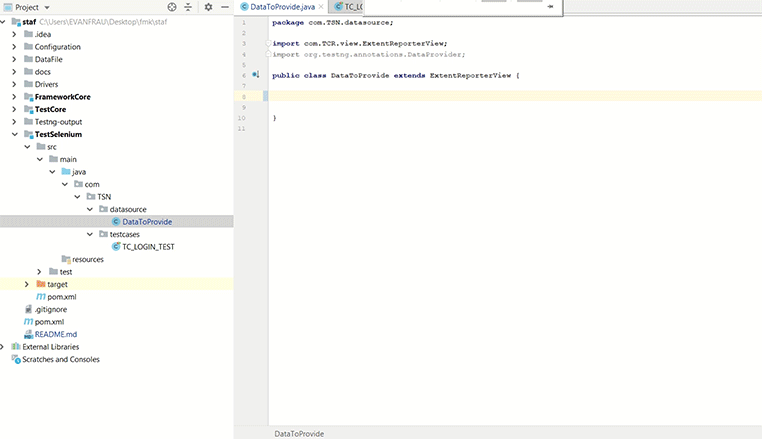 Project
DataToProvide.java
TC_LO
staf C:\Users\EVANFRAU\Desktop\fmk\staf
.idea
Configuration
DataFile
docs
Drivers
FrameworkCore
TestCore
Testng-output
TestSelenium
src
main
java
com
TSN
datasource
DataToProvide
testcases
TC_LOGIN_TEST
resources
test
target
pom.xml
.gitignore
pom.xml
README.md
External Libraries
Scratches and Consoles
1 package com.TSN.datasource;
2
3 import com.TCR.view.ExtentReporterView;
4 import org.testng.annotations.DataProvider;
5
6 public class DataToProvide extends ExtentReporterView {
7
8
9
10 }
11
DataToProvide